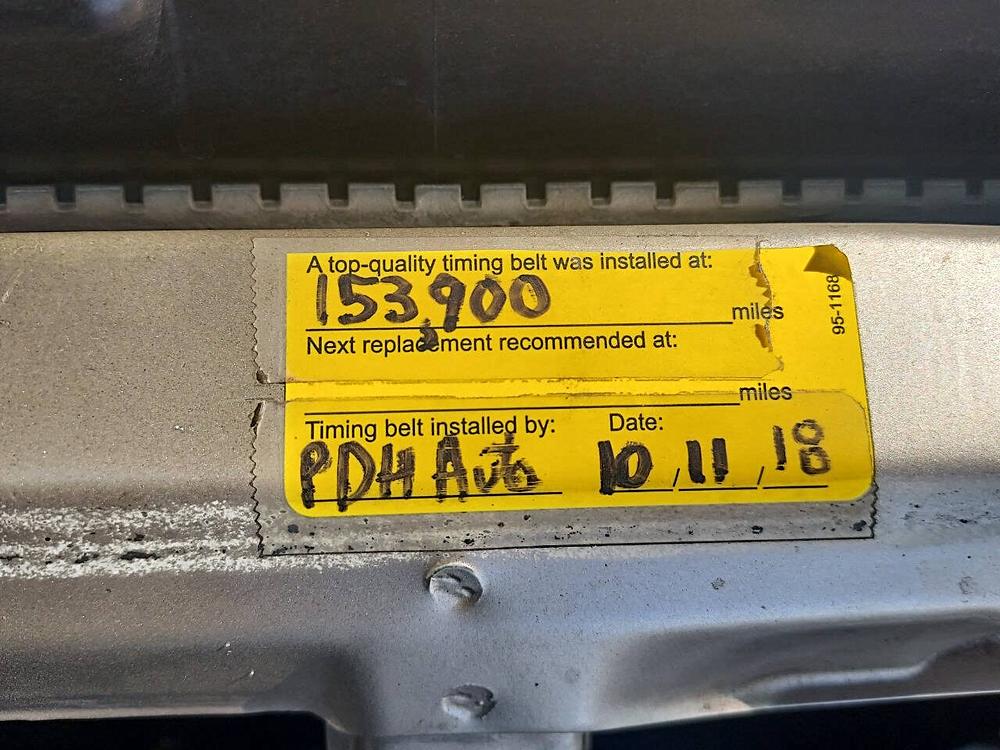 A top-quality timing belt was installed at:
153,900 miles
Next replacement recommended at:
miles
Timing belt installed by: Date:
PDH Auto 10/11/18
95-1168